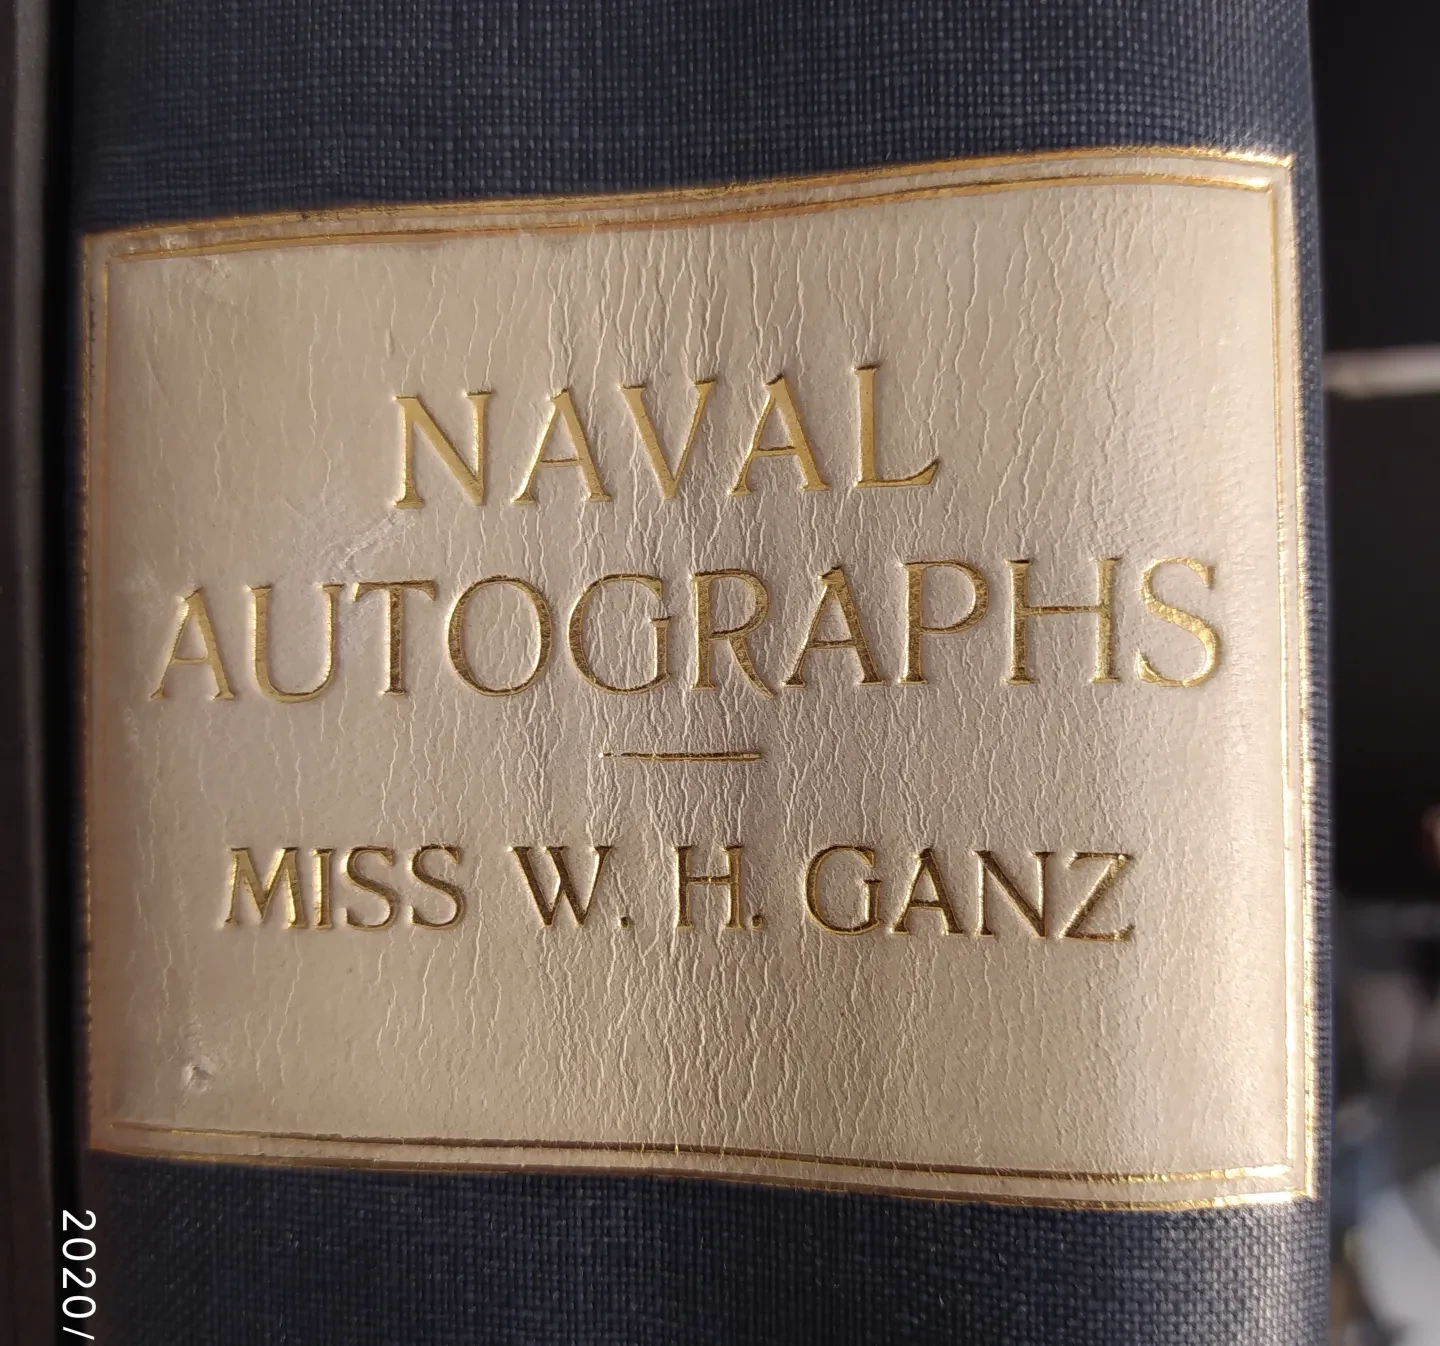 NAVAL
AUTOGRAPHS
MISS W. H. GANZ
2020/